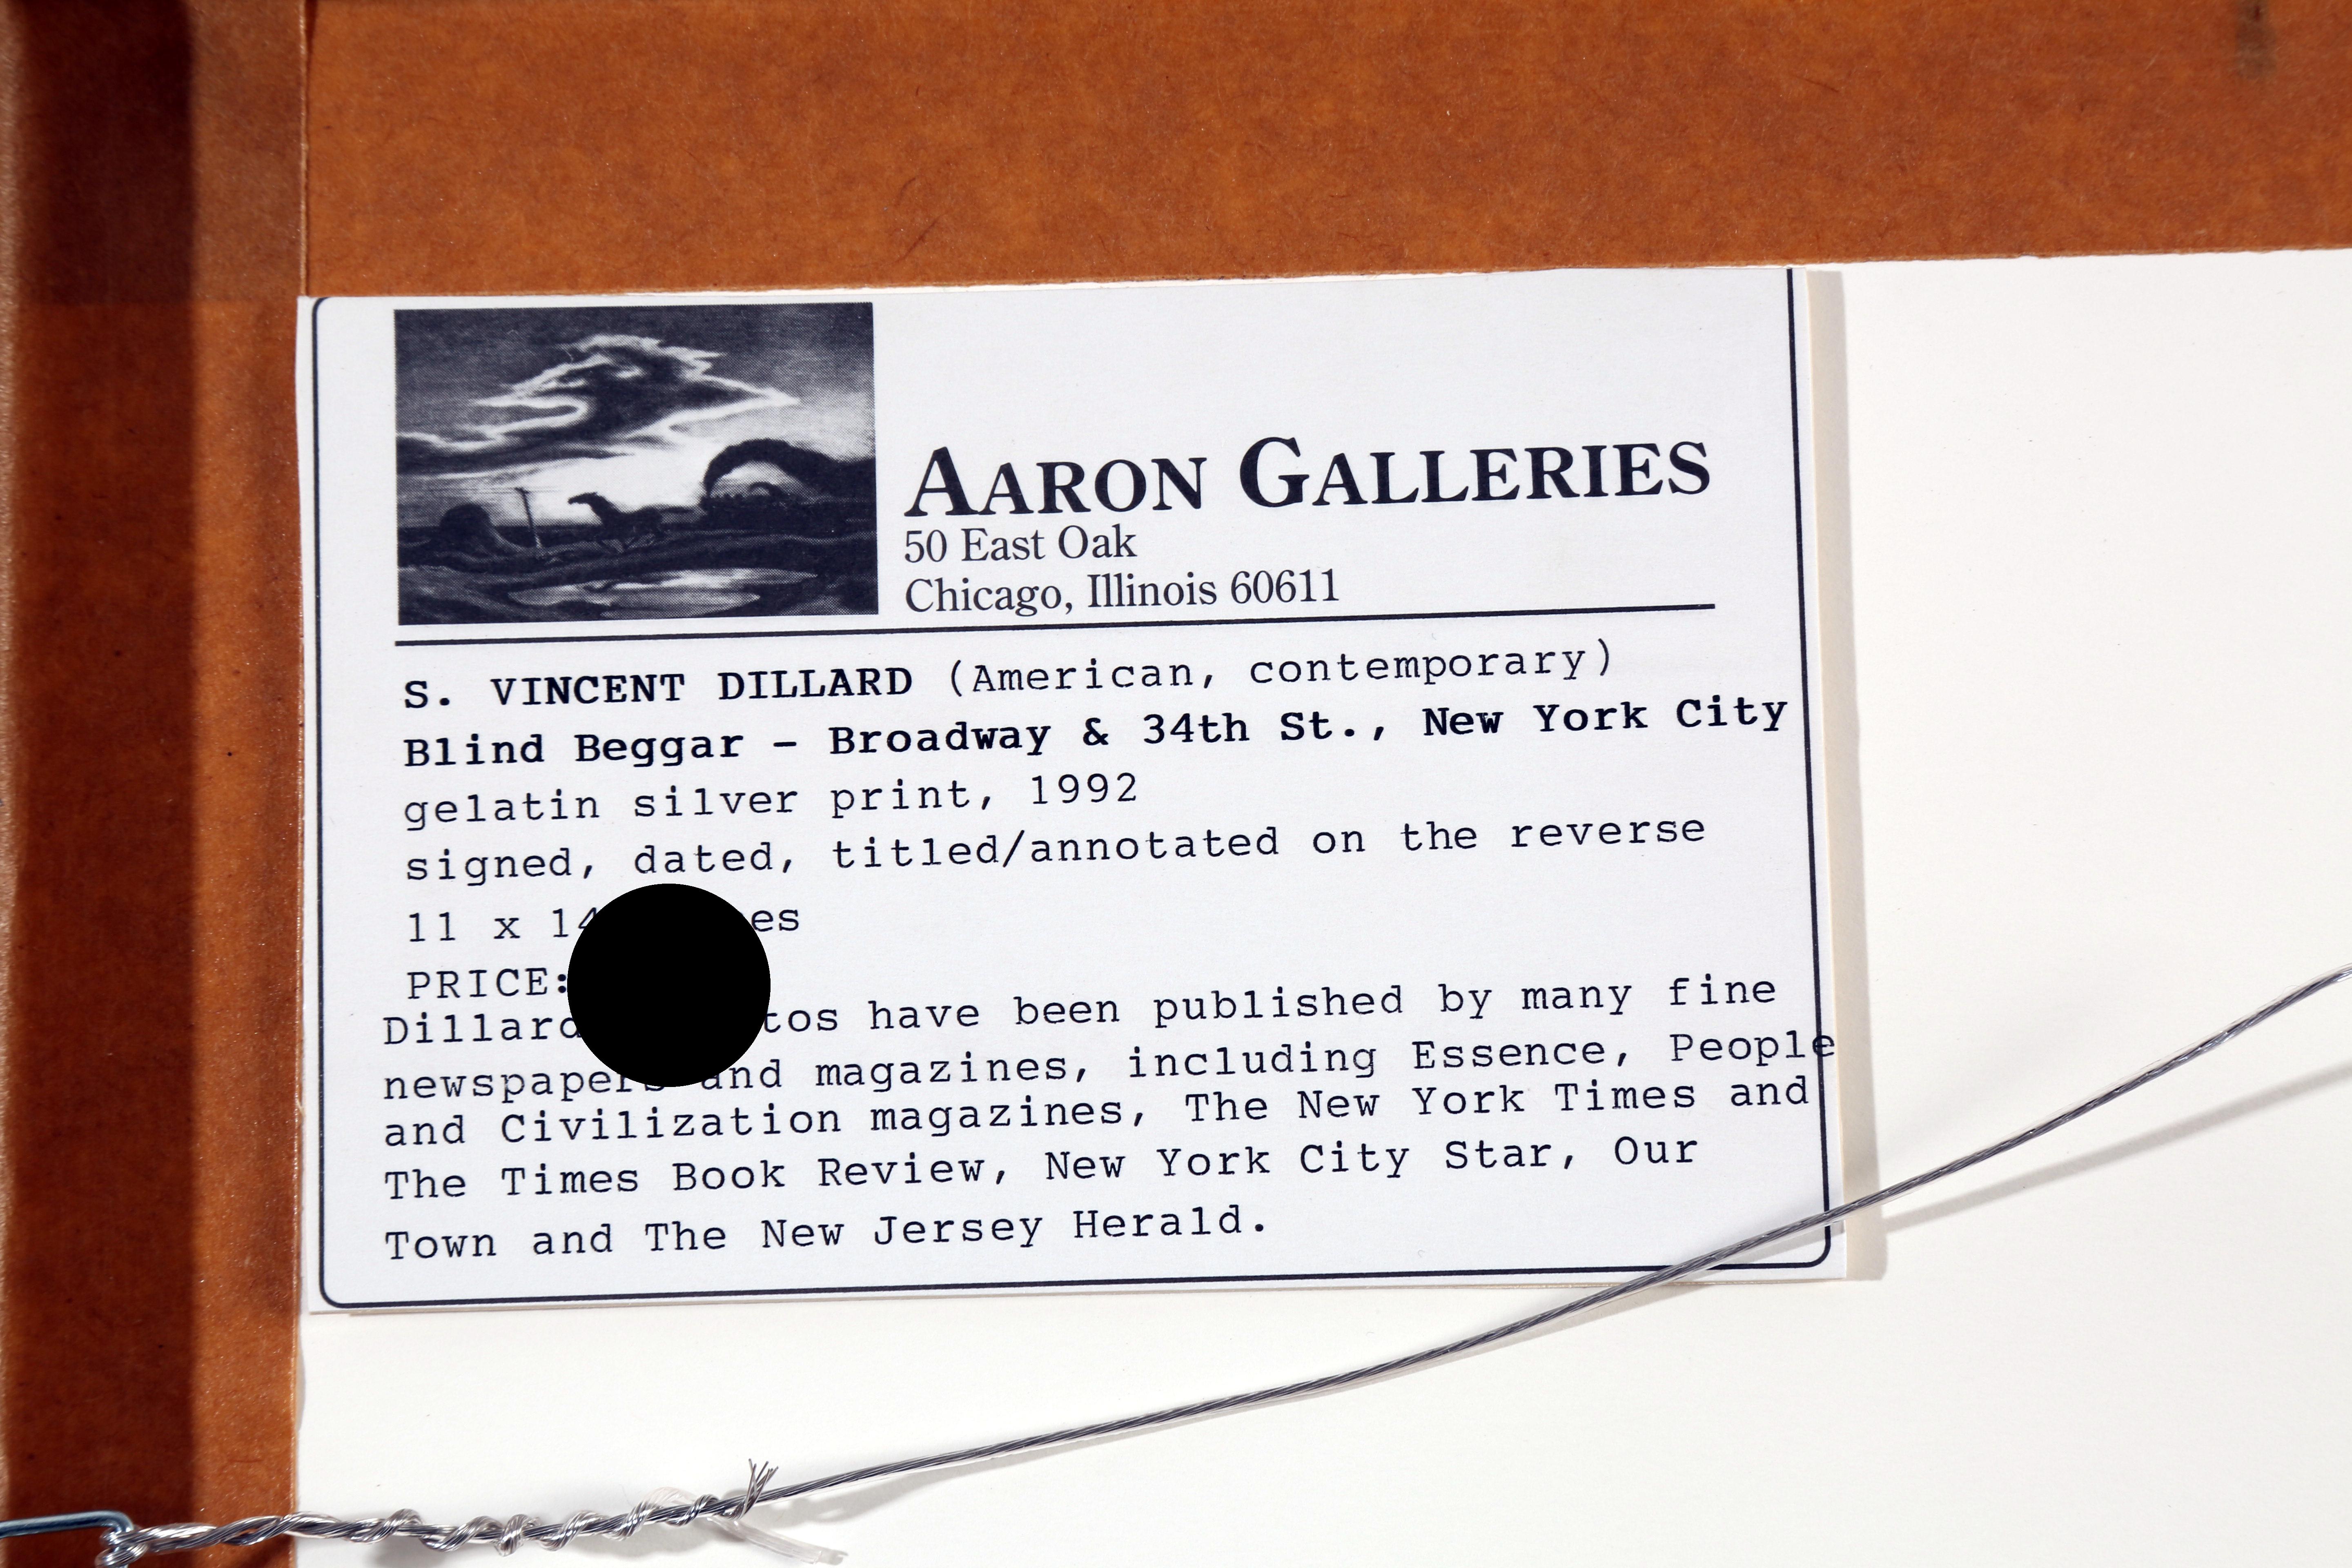 AARON GALLERIES
50 East Oak
Chicago, Illinois 60611
S. VINCENT DILLARD (American, contemporary)
Blind Beggar - Broadway & 34th St., New York City
gelatin silver print, 1992
signed, dated, titled/annotated on the reverse
11 x 14
PRICE:
have been published by many fine
newspapers and magazines, including Essence, People
and Civilization magazines, The New York Times and
The Times Book Review, New York City Star, Our
Town and The New Jersey Herald.